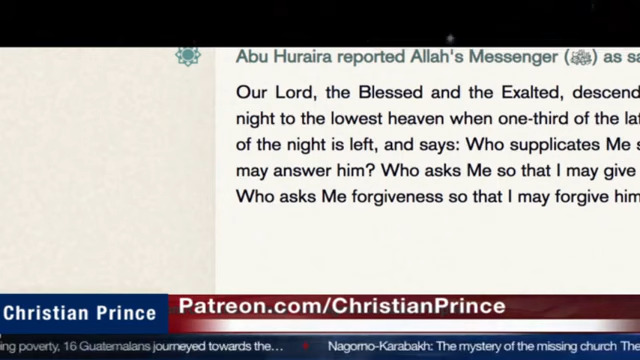 Abu Huraira reported Allah's Messenger (ﷺ) as sa
Our Lord, the Blessed and the Exalted, descend
night to the lowest heaven when one-third of the lat
of the night is left, and says: Who supplicates Me s
may answer him? Who asks Me so that I may give
Who asks Me forgiveness so that I may forgive him
Christian Prince
Patreon.com/ChristianPrince
ing poverty, 16 Guatemalans journeyed towards the...
Nagorno-Karabakh: The mystery of the missing church The